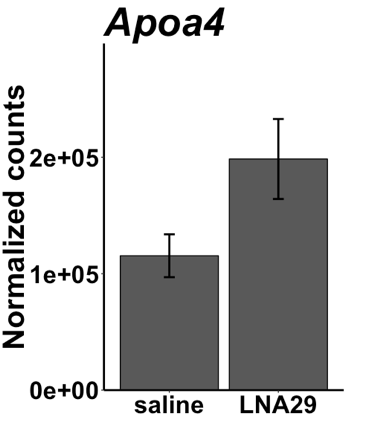 Apoa4
Normalized counts
2e+05
1e+05
0e+00
saline
LNA29